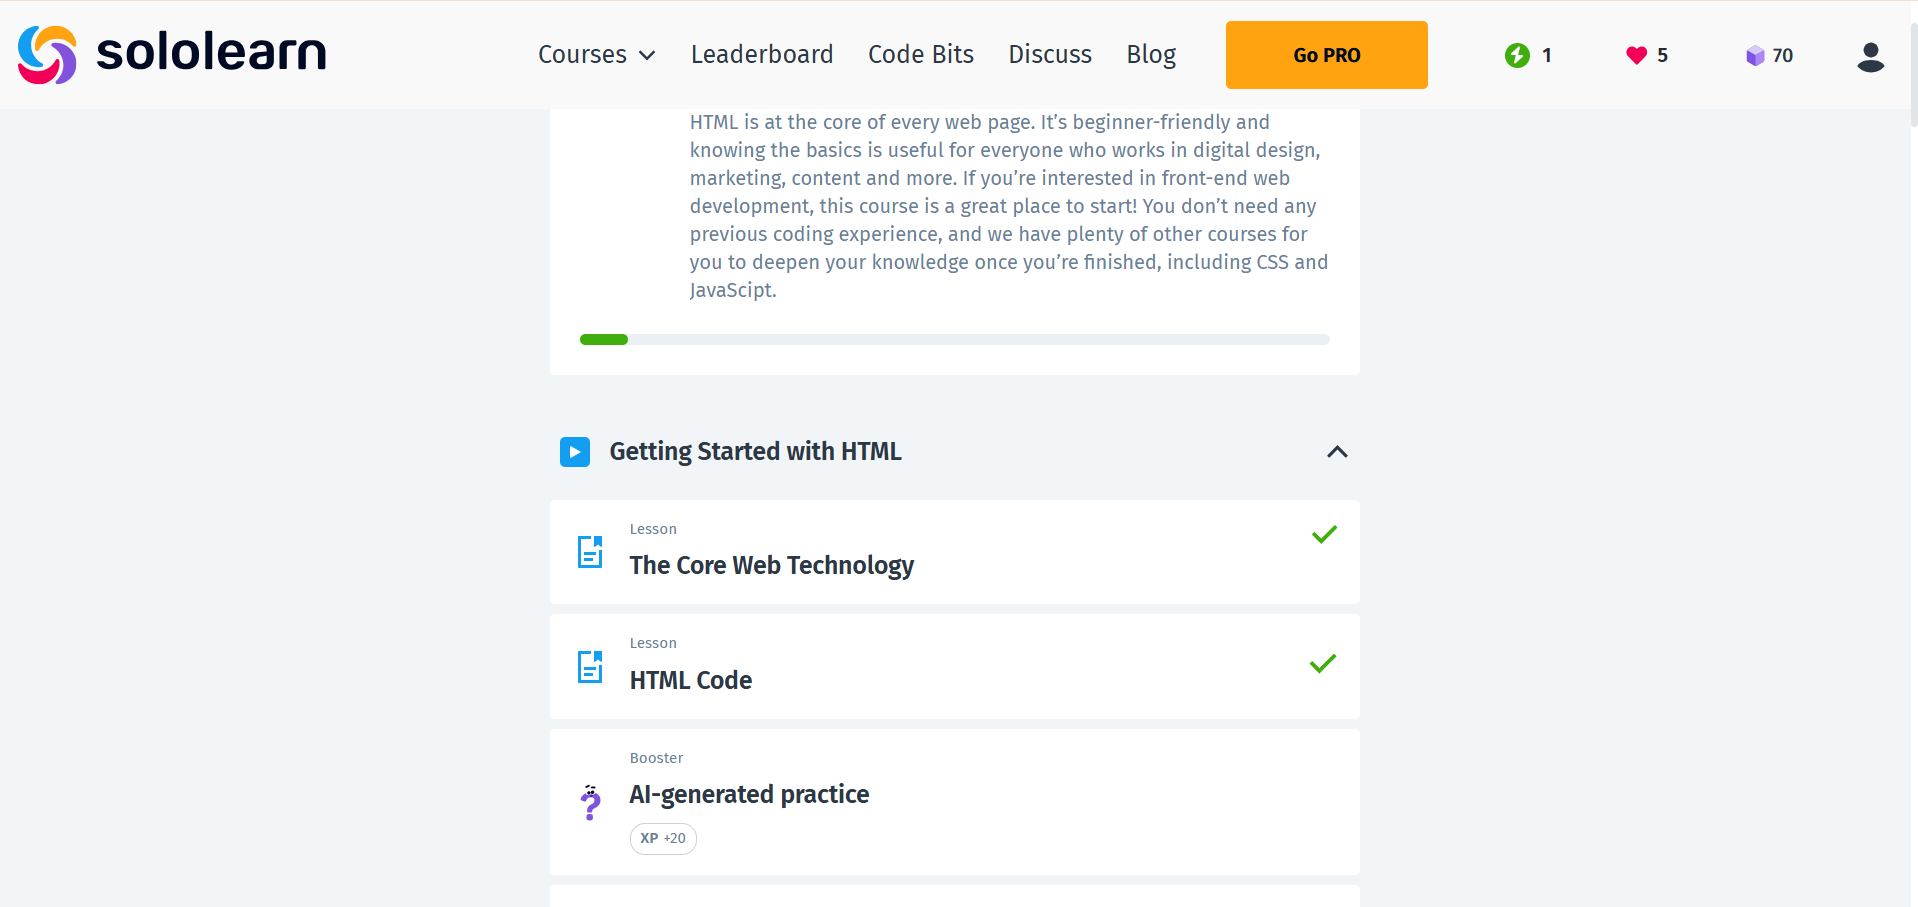 sololearn
Courses Leaderboard Code Bits Discuss Blog Go PRO 1 5 70
HTML is at the core of every web page. It’s beginner-friendly and
knowing the basics is useful for everyone who works in digital design,
marketing, content and more. If you’re interested in front-end web
development, this course is a great place to start! You don’t need any
previous coding experience, and we have plenty of other courses for
you to deepen your knowledge once you’re finished, including CSS and
JavaScipt.
Getting Started with HTML
Lesson
The Core Web Technology
Lesson
HTML Code
Booster
AI-generated practice
XP +20